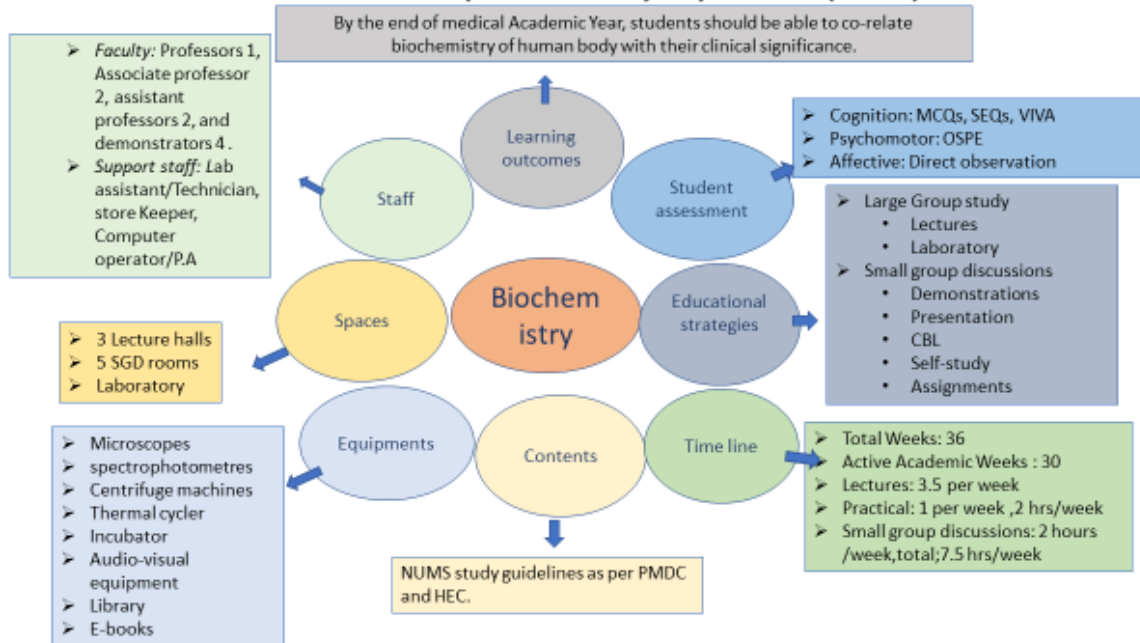 By the end of medical Academic Year, students should be able to co-relate
biochemistry of human body with their clinical significance.
➢ Faculty: Professors 1,
Associate professor
2, assistant
professors 2, and
demonstrators 4 .
➢ Support staff: Lab
assistant/Technician,
store Keeper,
Computer
operator/P.A
Learning
outcomes
Staff
Student
assessment
➢ Cognition: MCQs, SEQs, VIVA
➢ Psychomotor: OSPE
➢ Affective: Direct observation
➢ Large Group study
• Lectures
• Laboratory
➢ Small group discussions
• Demonstrations
• Presentation
• CBL
• Self-study
• Assignments
Spaces
Biochem
istry
Educational
strategies
➢ 3 Lecture halls
➢ 5 SGD rooms
➢ Laboratory
Equipments
Contents
Time line
➢ Microscopes
➢ spectrophotometres
➢ Centrifuge machines
➢ Thermal cycler
➢ Incubator
➢ Audio-visual
equipment
➢ Library
➢ E-books
➢ Total Weeks: 36
➢ Active Academic Weeks : 30
➢ Lectures: 3.5 per week
➢ Practical: 1 per week ,2 hrs/week
➢ Small group discussions: 2 hours
/week,total;7.5 hrs/week
NUMS study guidelines as per PMDC
and HEC.